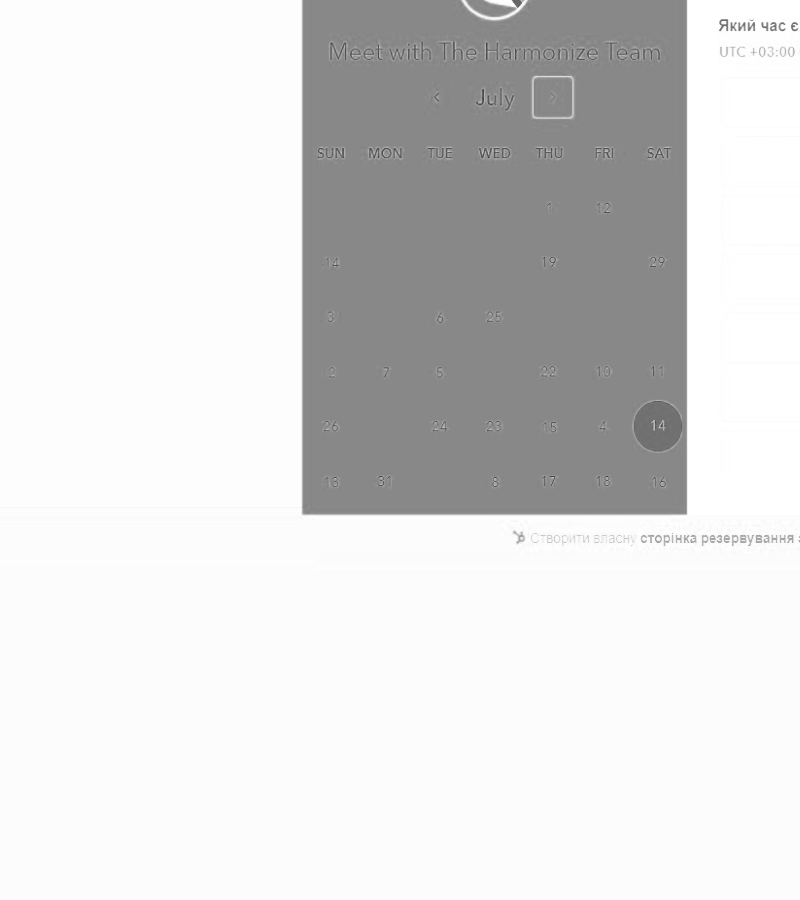 Meet with The Harmonize Team
July
SUN MON TUE WED THU FRI SAT
1 12
14 19 29
3 6 25
2 7 5 22 10 11
26 24 23 15 4 14
13 31 8 17 18 16
Який час є
UTC +03:00
Створити власну сторінка резервування з